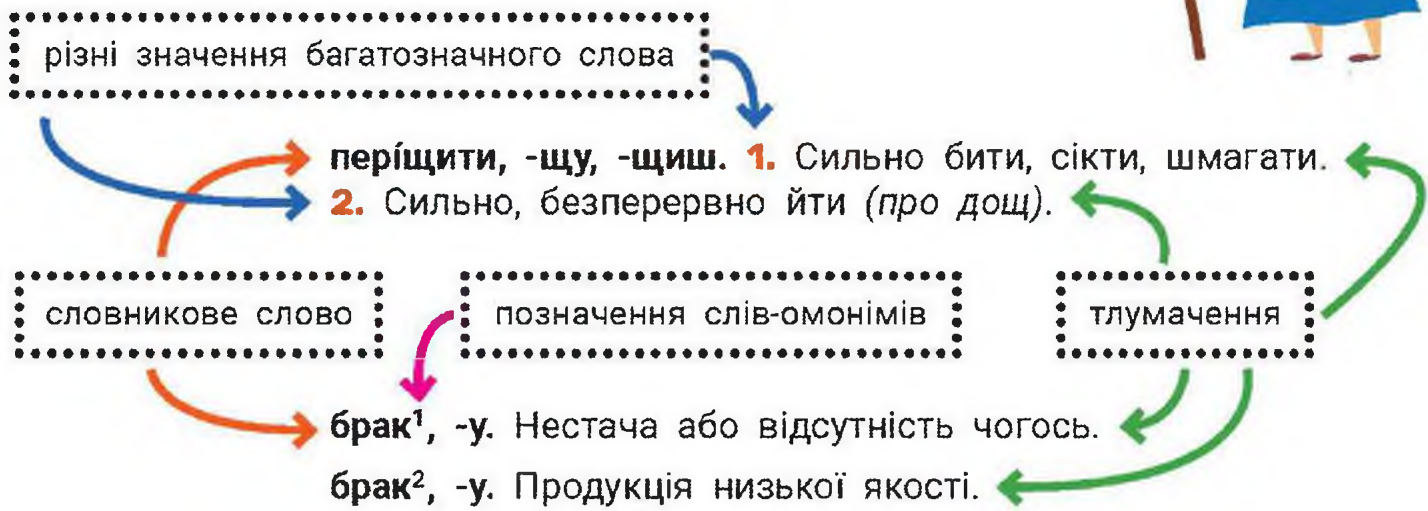 різні значення багатозначного слова
перíщити, -щу, -щиш. 1. Сильно бити, сікти, шмагати.
2. Сильно, безперервно йти (про дощ).
словникове слово
позначення слів-омонімів
тлумачення
брак¹, -у. Нестача або відсутність чогось.
брак², -у. Продукція низької якості.